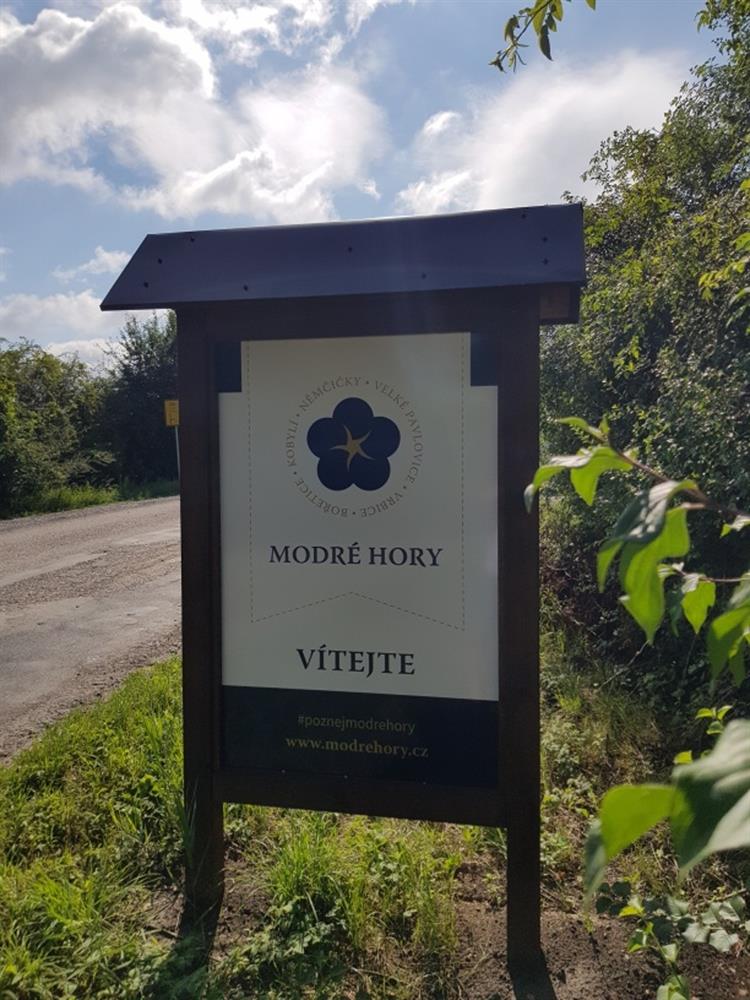 KOBYLÍ • NĚMČIČKY • VELKÉ PAVLOVICE • VRBICE • BOŘETICE •
MODRÉ HORY
VÍTEJTE
#poznejmodrehory
www.modrehory.cz